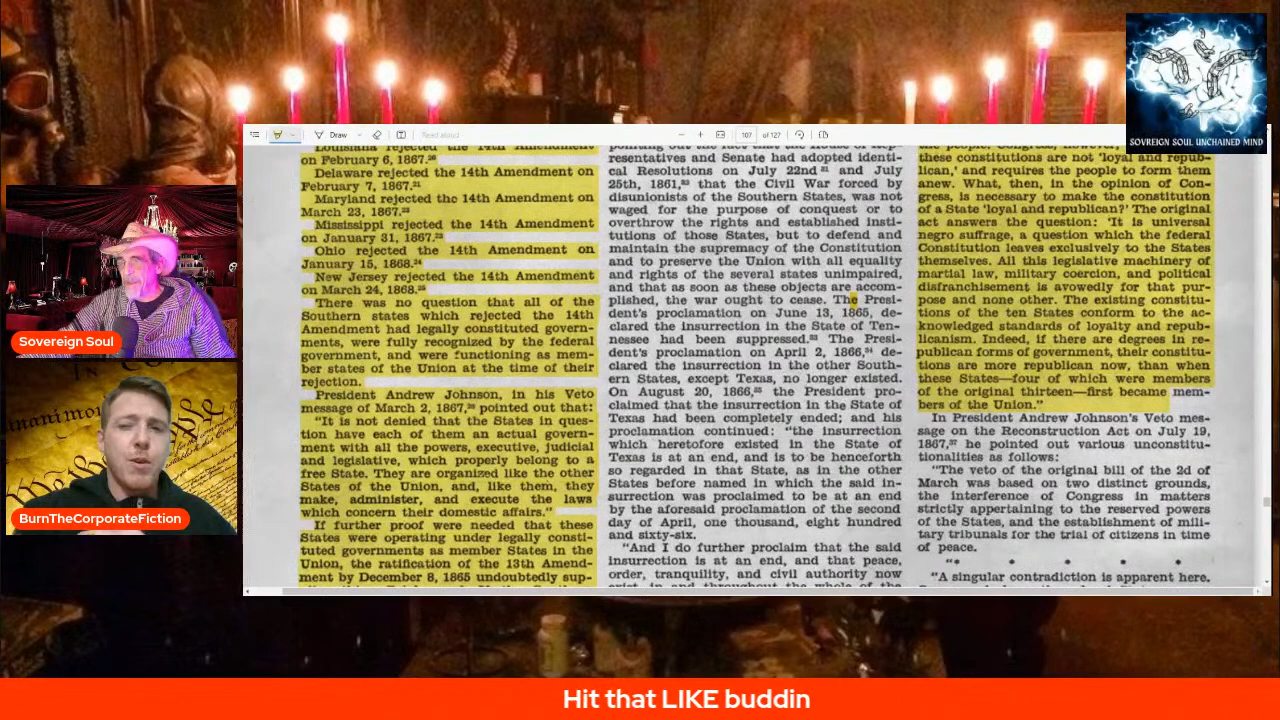 SOVREIGN SOUL UNCHAINED MIND
Draw
Read aloud
107 of 127
Louisiana rejected the 14th Amendment
on February 6, 1867.
Delaware rejected the 14th Amendment on
February 7, 1867.
Maryland rejected the 14th Amendment on
March 23, 1867.
Mississippi rejected the 14th Amendment
on January 31, 1867.
Ohio rejected the 14th Amendment on
January 15, 1868.
New Jersey rejected the 14th Amendment
on March 24, 1868.
There was no question that all of the
Southern states which rejected the 14th
Amendment had legally constituted govern-
ments, were fully recognized by the federal
government, and were functioning as mem-
ber states of the Union at the time of their
rejection.
President Andrew Johnson, in his Veto
message of March 2, 1867, pointed out that:
"It is not denied that the States in ques-
tion have each of them an actual govern-
ment with all the powers, executive, judicial
and legislative, which properly belong to a
free State. They are organized like the other
States of the Union, and, like them, they
make, administer, and execute the laws
which concern their domestic affairs."
If further proof were needed that these
States were operating under legally consti-
tuted governments as member States in the
Union, the ratification of the 13th Amend-
ment by December 8, 1865 undoubtedly sup-
pointing out the fact that the House of Rep-
resentatives and Senate had adopted identi-
cal Resolutions on July 22nd and July
25th, 1861, that the Civil War forced by
disunionists of the Southern States, was not
waged for the purpose of conquest or to
overthrow the rights and established insti-
tutions of those States, but to defend and
maintain the supremacy of the Constitution
and to preserve the Union with all equality
and rights of the several states unimpaired,
and that as soon as these objects are accom-
plished, the war ought to cease. The Presi-
dent's proclamation on June 13, 1865, de-
clared the insurrection in the State of Ten-
nessee had been suppressed. The Presi-
dent's proclamation on April 2, 1866, de-
clared the insurrection in the other South-
ern States, except Texas, no longer existed.
On August 20, 1866, the President pro-
claimed that the insurrection in the State of
Texas had been completely ended; and his
proclamation continued: "the insurrection
which heretofore existed in the State of
Texas is at an end, and is to be henceforth
so regarded in that State, as in the other
States before named in which the said in-
surrection was proclaimed to be at an end
by the aforesaid proclamation of the second
day of April, one thousand, eight hundred
and sixty-six.
"And I do further proclaim that the said
insurrection is at an end, and that peace,
order, tranquility, and civil authority now
the people. Congress, however,
these constitutions are not 'loyal and repub-
lican,' and requires the people to form them
anew. What, then, in the opinion of Con-
gress, is necessary to make the constitution
of a State 'loyal and republican?' The original
act answers the question: 'It is universal
negro suffrage, a question which the federal
Constitution leaves exclusively to the States
themselves. All this legislative machinery of
martial law, military coercion, and political
disfranchisement is avowedly for that pur-
pose and none other. The existing constitu-
tions of the ten States conform to the ac-
knowledged standards of loyalty and repub-
licanism. Indeed, if there are degrees in re-
publican forms of government, their constitu-
tions are more republican now, than when
these States—four of which were members
of the original thirteen—first became mem-
bers of the Union."
In President Andrew Johnson's Veto mes-
sage on the Reconstruction Act on July 19,
1867, he pointed out various unconstitu-
tionalities as follows:
"The veto of the original bill of the 2d of
March was based on two distinct grounds,
the interference of Congress in matters
strictly appertaining to the reserved powers
of the States, and the establishment of mili-
tary tribunals for the trial of citizens in time
of peace.
"A singular contradiction is apparent here.
Sovereign Soul
BurnTheCorporateFiction
Hit that LIKE buddin